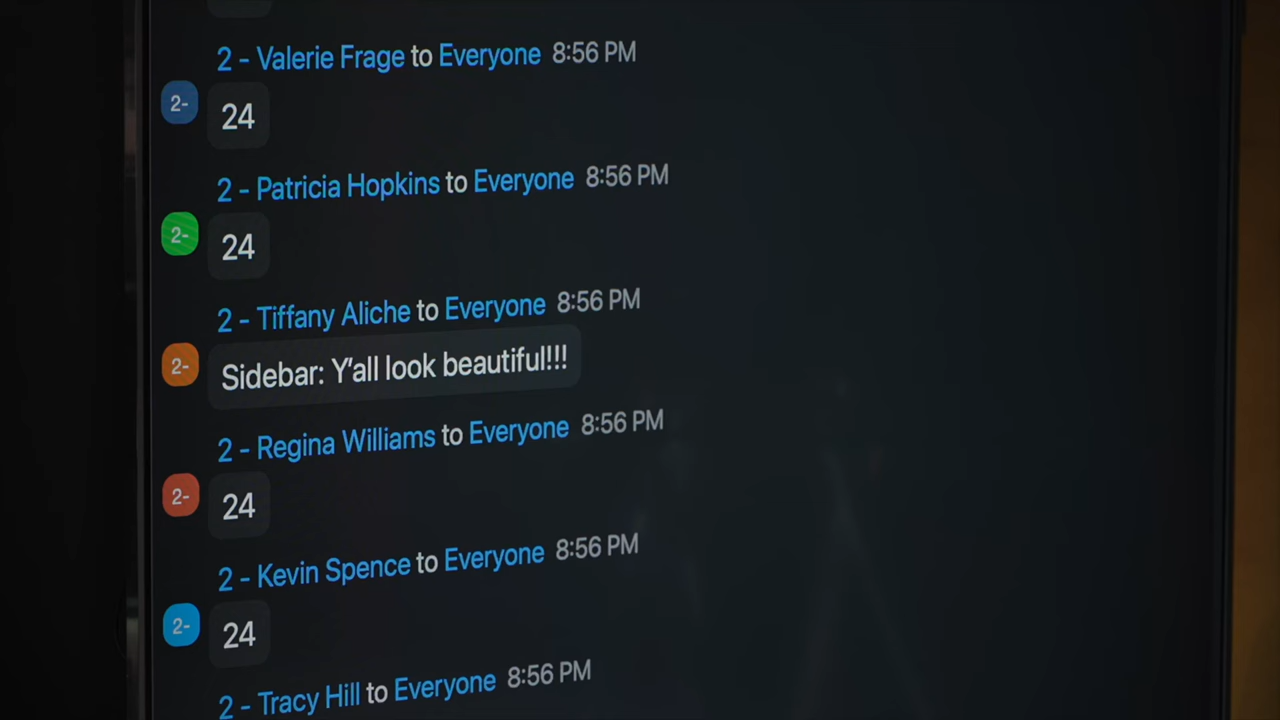 2 - Valerie Frage to Everyone 8:56 PM
2-
24
2 - Patricia Hopkins to Everyone 8:56 PM
2-
24
2 - Tiffany Aliche to Everyone 8:56 PM
2-
Sidebar: Y'all look beautiful!!!
2 - Regina Williams to Everyone 8:56 PM
2-
24
2 - Kevin Spence to Everyone 8:56 PM
2-
24
2 - Tracy Hill to Everyone 8:56 PM